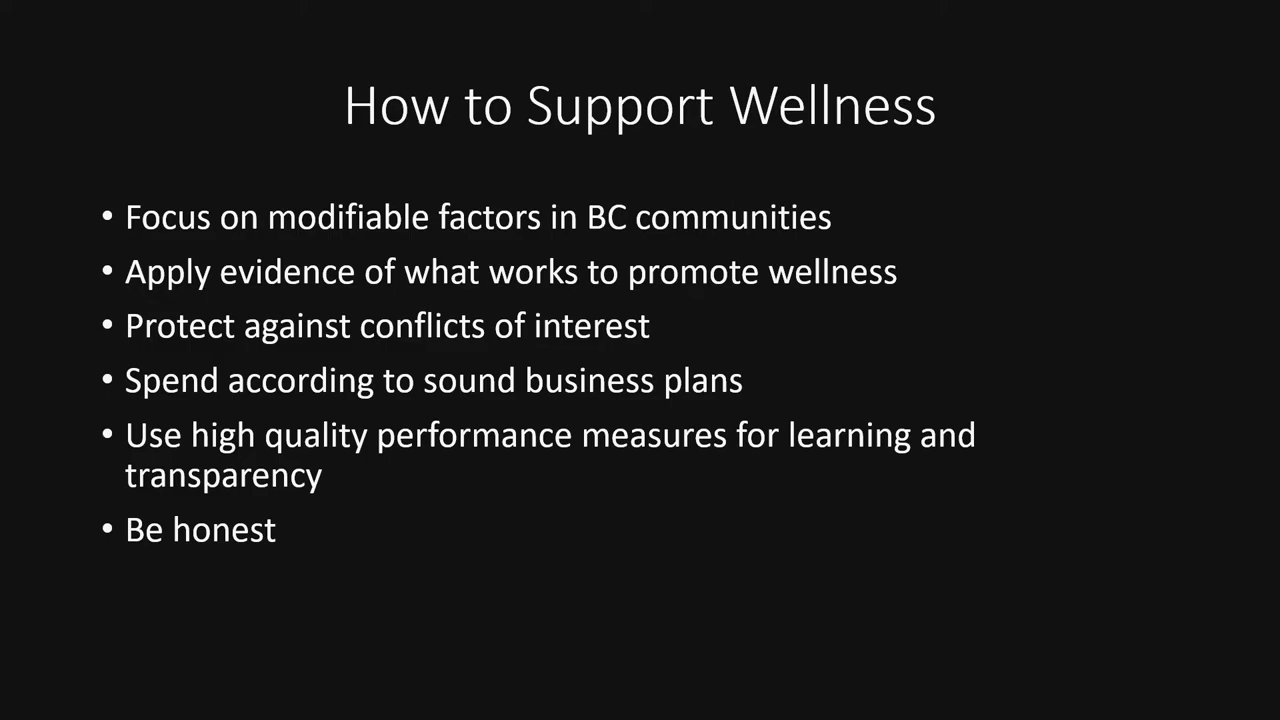 How to Support Wellness
• Focus on modifiable factors in BC communities
• Apply evidence of what works to promote wellness
• Protect against conflicts of interest
• Spend according to sound business plans
• Use high quality performance measures for learning and
transparency
• Be honest